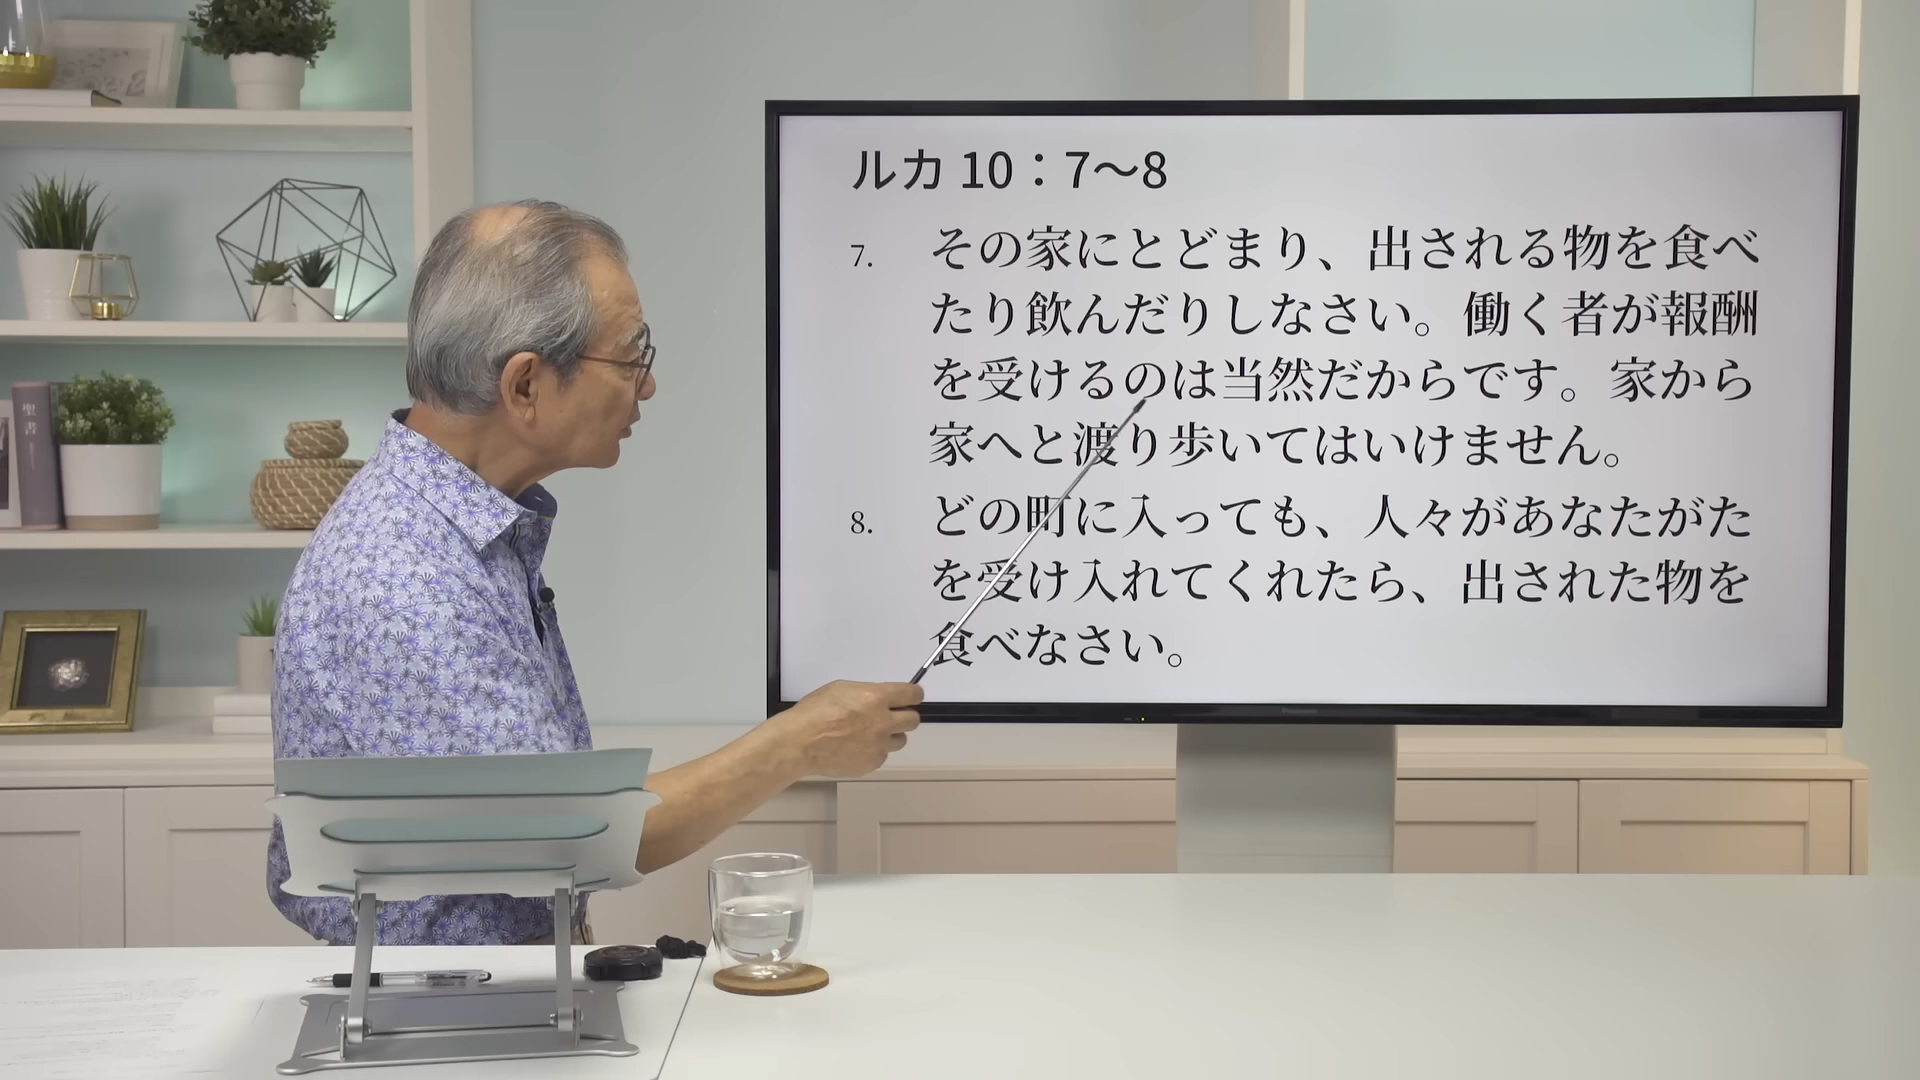 ルカ 10：7〜8
7. その家にとどまり、出される物を食べ
たり飲んだりしなさい。働く者が報酬
を受けるのは当然だからです。家から
家へと渡り歩いてはいけません。
8. どの町に入っても、人々があなたがた
を受け入れてくれたら、出された物を
食べなさい。
聖書